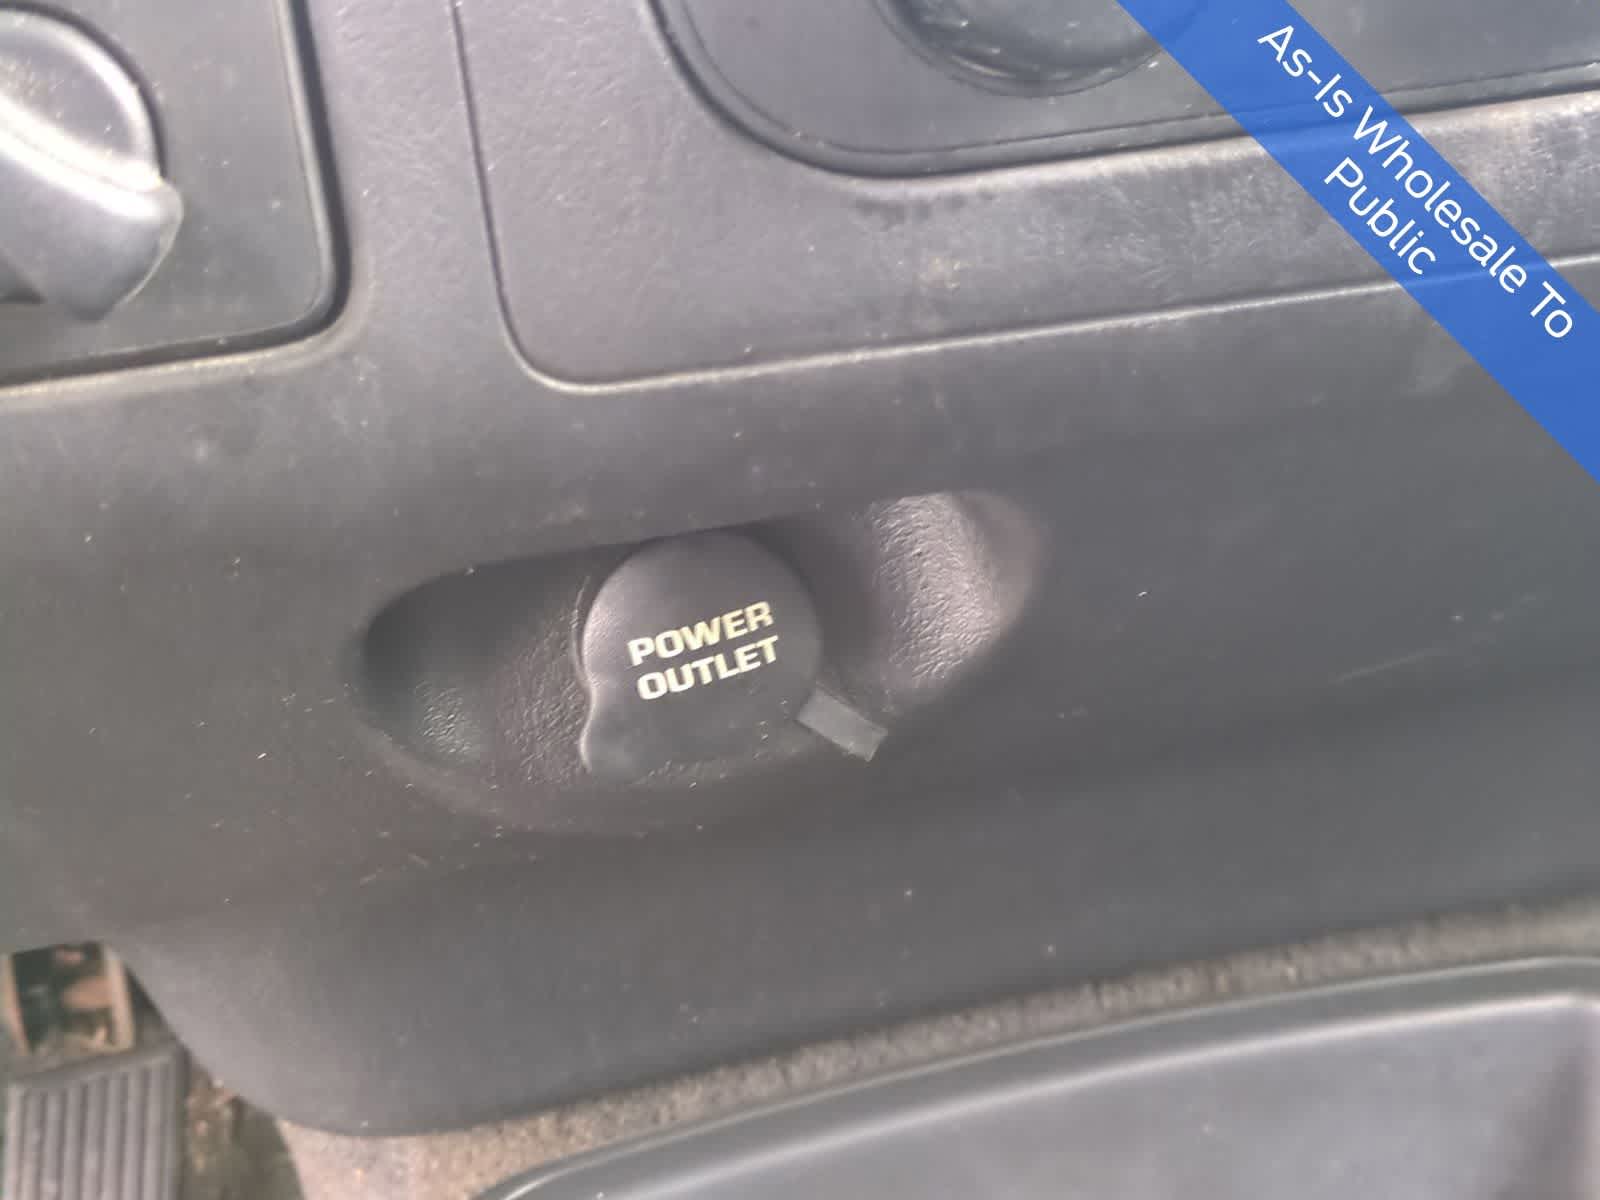 As-Is Wholesale To
Public
POWER
OUTLET